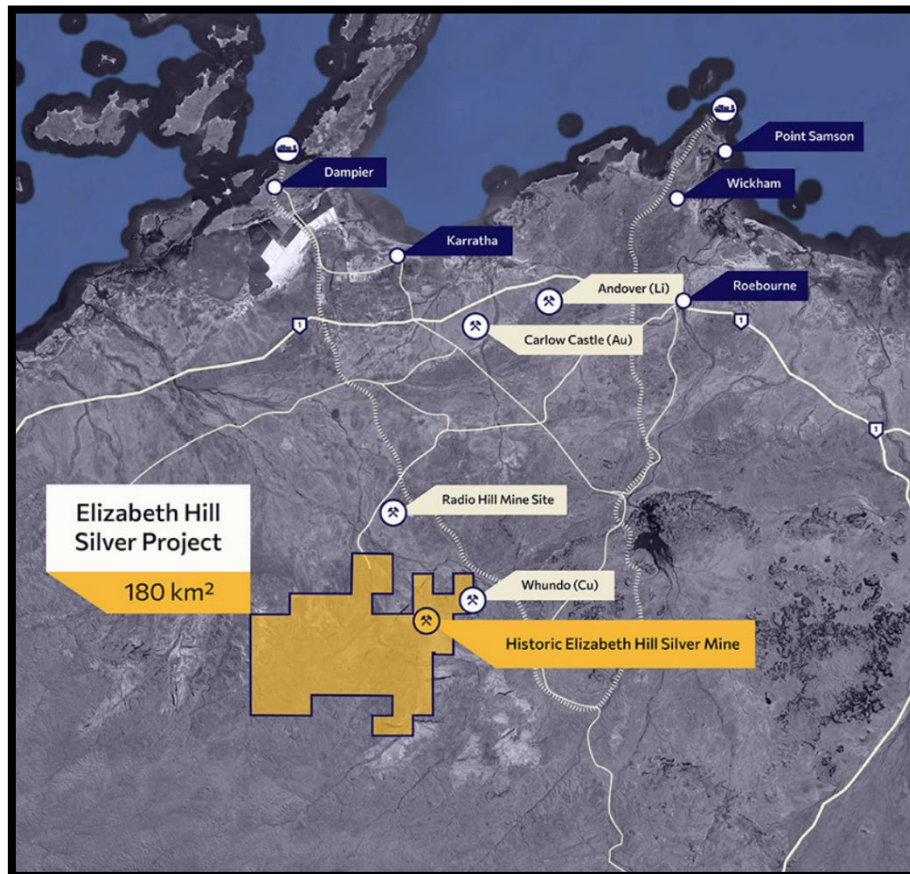 Point Samson
Dampier
Wickham
Karratha
Andover (Li)
Roebourne
1
1
Carlow Castle (Au)
1
Elizabeth Hill
Silver Project
180 km²
Radio Hill Mine Site
Whundo (Cu)
Historic Elizabeth Hill Silver Mine